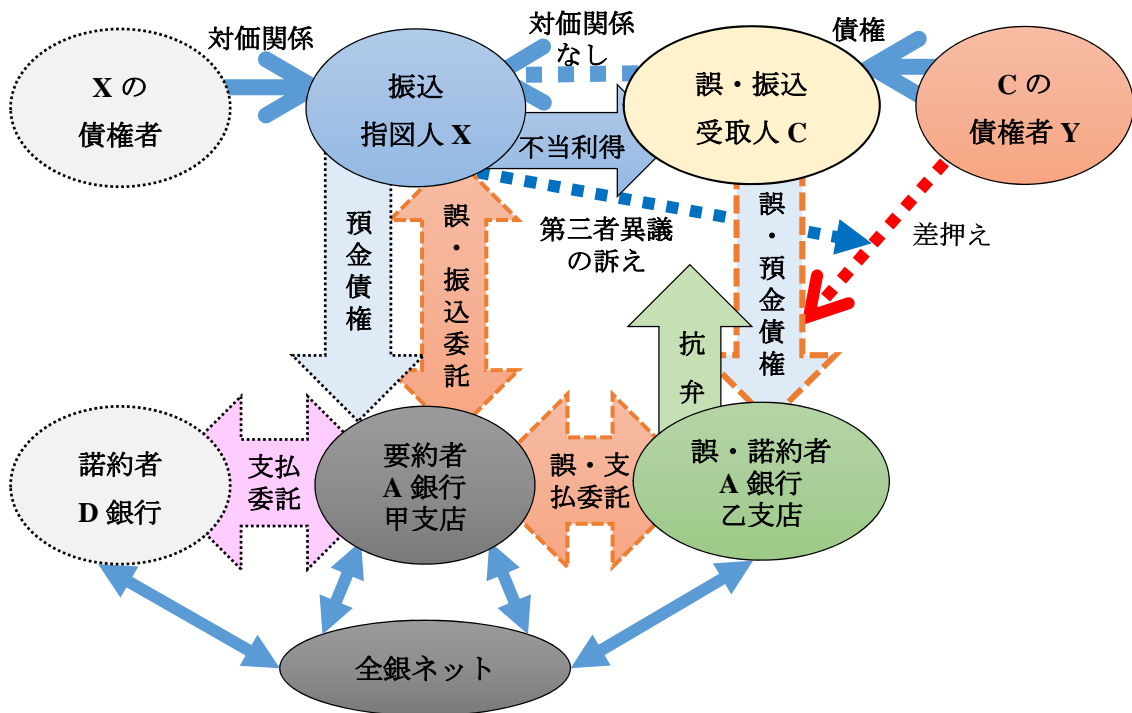 対価関係
対価関係
なし
債権
X の
債権者
振込
指図人 X
誤・振込
受取人 C
C の
債権者 Y
不当利得
預金債権
誤・振込委託
第三者異議
の訴え
誤・預金債権
差押え
抗弁
諾約者
D 銀行
支払
委託
要約者
A 銀行
甲支店
誤・支
払委託
誤・諾約者
A 銀行
乙支店
全銀ネット